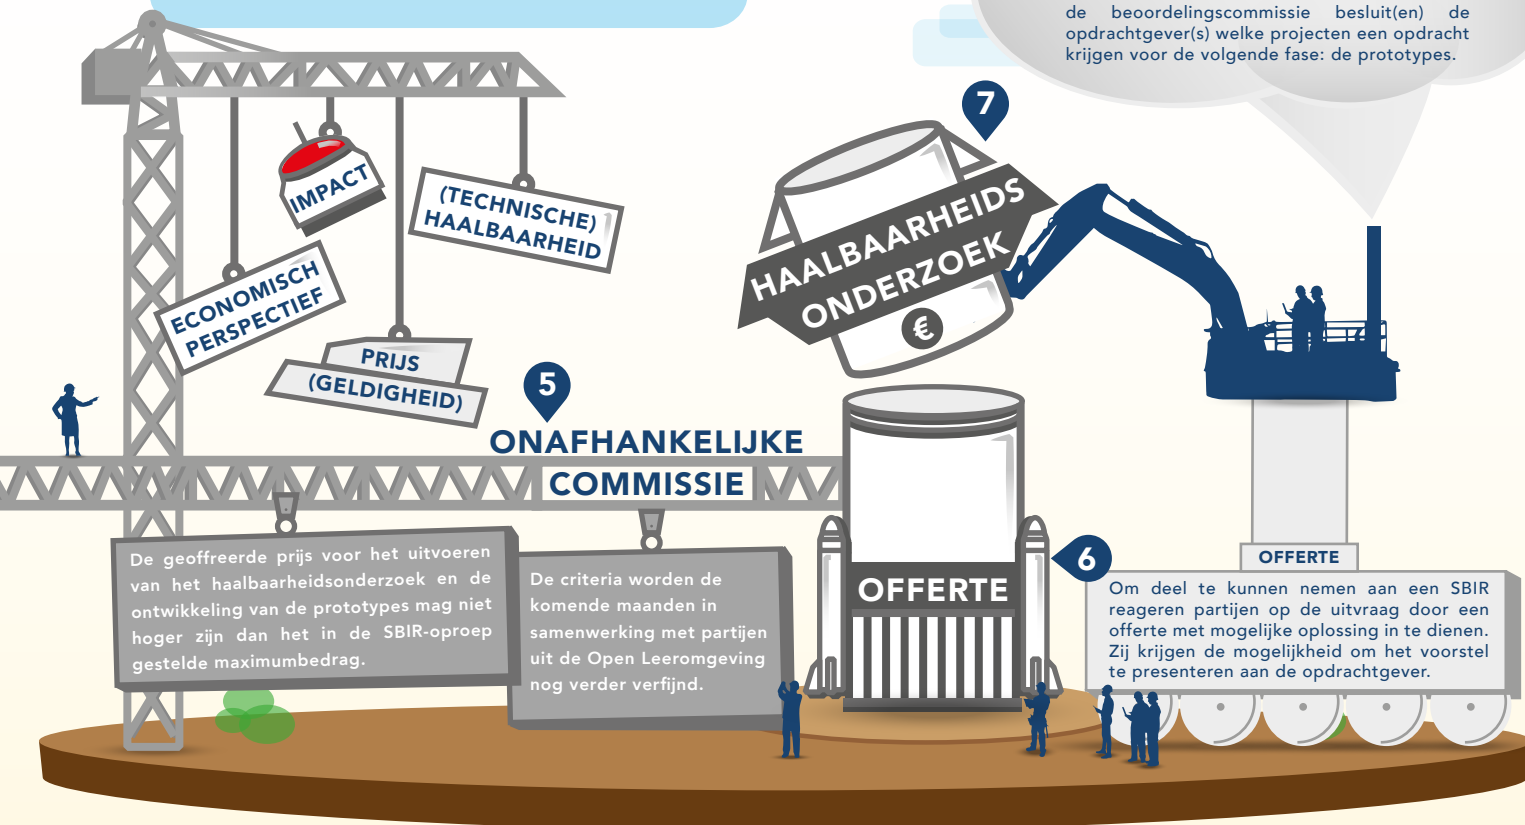 de beoordelingscommissie besluit(en) de
opdrachtgever(s) welke projecten een opdracht
krijgen voor de volgende fase: de prototypes.
7
IMPACT
(TECHNISCHE)
HAALBAARHEID
HAALBAARHEIDS
ONDERZOEK
€
ECONOMISCH
PERSPECTIEF
PRIJS
(GELDIGHEID)
5
ONAFHANKELIJKE
COMMISSIE
De geoffreerde prijs voor het uitvoeren
van het haalbaarheidsonderzoek en de
ontwikkeling van de prototypes mag niet
hoger zijn dan het in de SBIR-oproep
gestelde maximumbedrag.
De criteria worden de
komende maanden in
samenwerking met partijen
uit de Open Leeromgeving
nog verder verfijnd.
OFFERTE
6
OFFERTE
Om deel te kunnen nemen aan een SBIR
reageren partijen op de uitvraag door een
offerte met mogelijke oplossing in te dienen.
Zij krijgen de mogelijkheid om het voorstel
te presenteren aan de opdrachtgever.